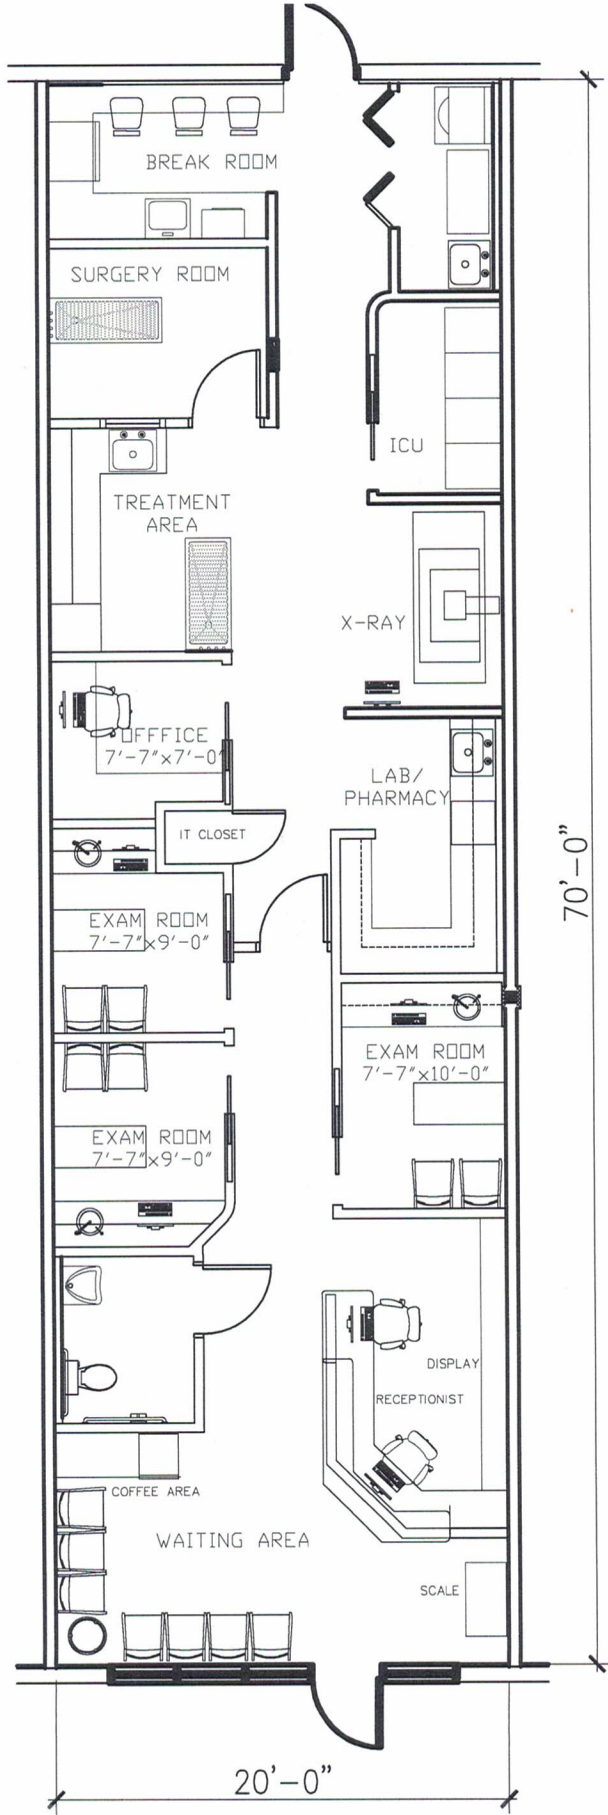 BREAK ROOM
SURGERY ROOM
ICU
TREATMENT
AREA
X-RAY
OFFFICE
7'-7"x7'-0"
LAB/
PHARMACY
IT CLOSET
70'-0"
EXAM ROOM
7'-7"x9'-0"
EXAM ROOM
7'-7"x10'-0"
EXAM ROOM
7'-7"x9'-0"
DISPLAY
RECEPTIONIST
COFFEE AREA
WAITING AREA
SCALE
20'-0"